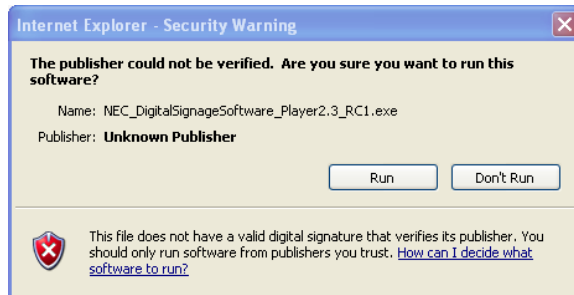 Internet Explorer - Security Warning
The publisher could not be verified.  Are you sure you want to run this
software?
Name: NEC_DigitalSignageSoftware_Player2.3_RC1.exe
Publisher: Unknown Publisher
Run Don't Run
This file does not have a valid digital signature that verifies its publisher. You
should only run software from publishers you trust. How can I decide what
software to run?